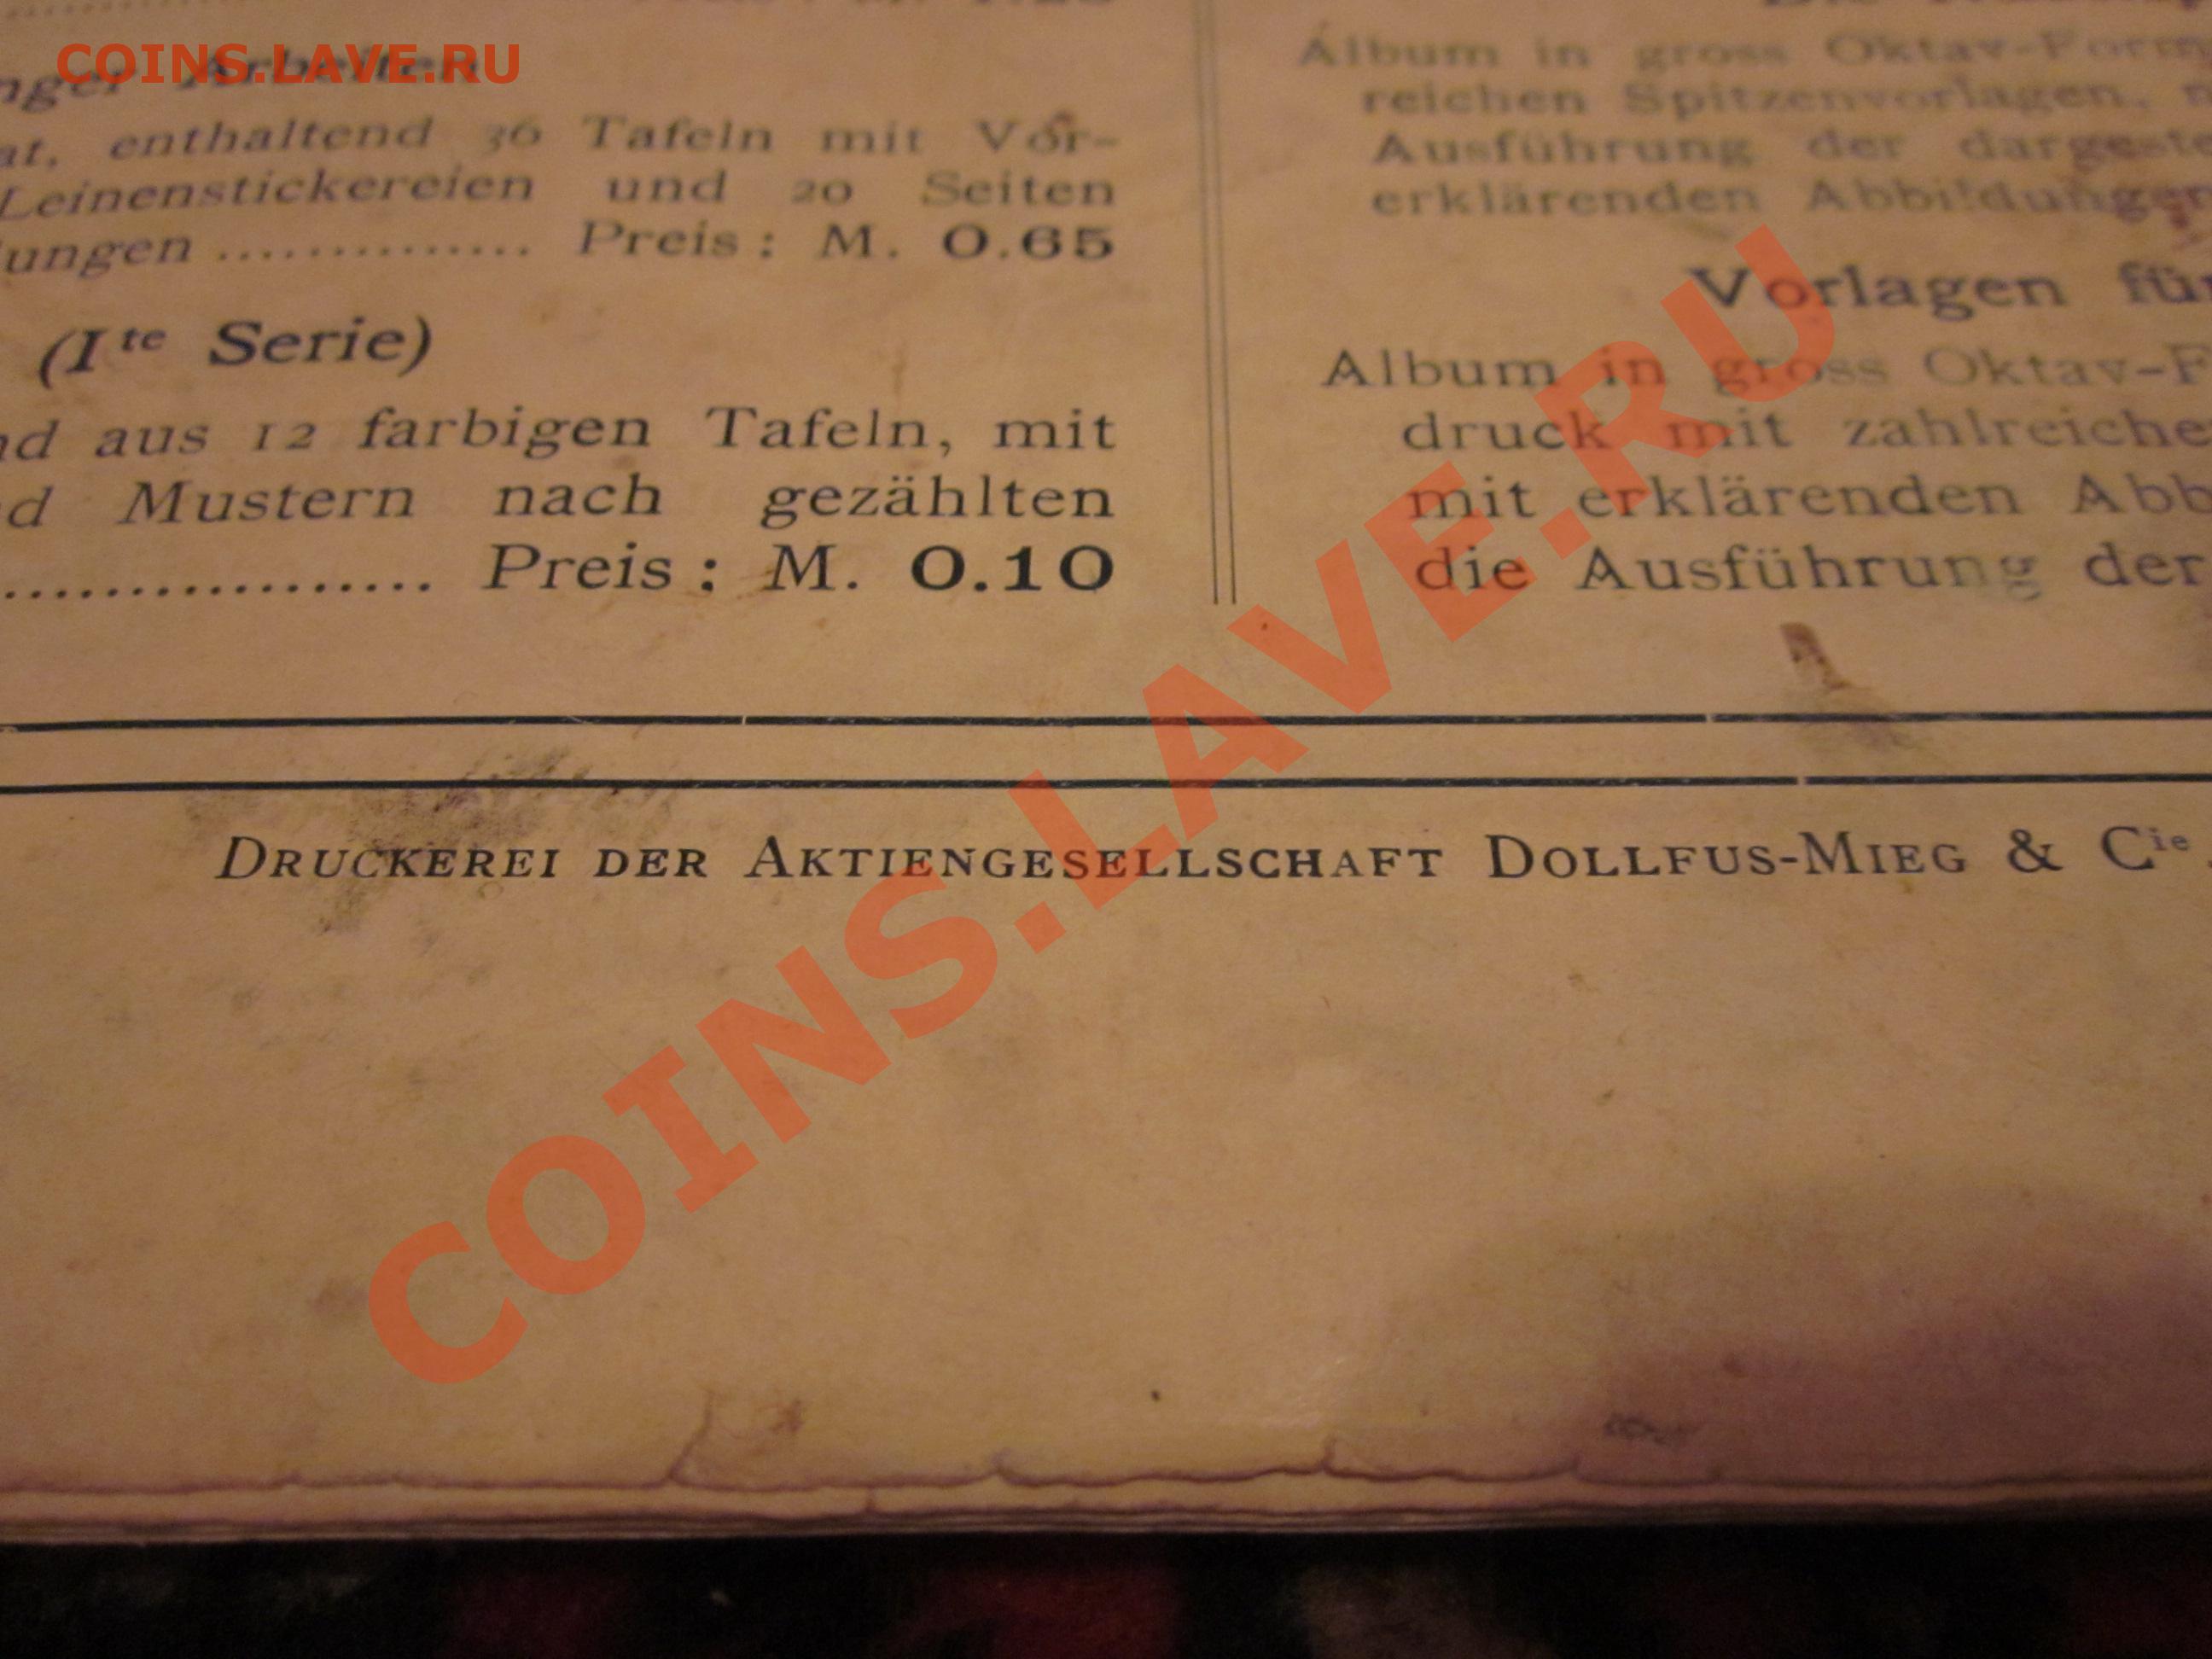 COINS.LAVE.RU
nger Arbeiten
at, enthaltend 36 Tafeln mit Vor-
Leinenstickereien und 20 Seiten
ungen .............. Preis : M. 0.65
(Ite Serie)
nd aus 12 farbigen Tafeln, mit
d Mustern nach gezählten
.................. Preis : M. 0.10
Album in gross Oktav-Form
reichen Spitzenvorlagen,
Ausführung der dargeste
erklärenden Abbildungen
Vorlagen für
Album in gross Oktav-F
druck mit zahlreiche
mit erklärenden Abb
die Ausführung der
COINS.LAVE.RU
DRUCKEREI DER AKTIENGESELLSCHAFT DOLLFUS-MIEG & Cie